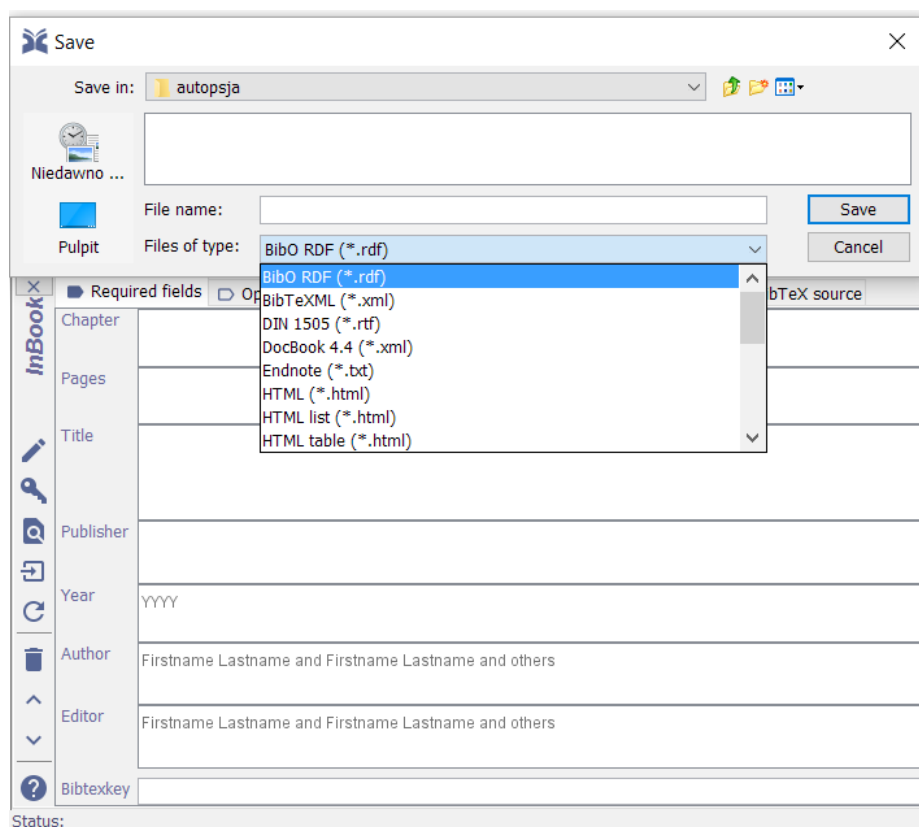 Save
Save in: autopsja
Niedawno ...
Pulpit
File name:
Save
Files of type: BibO RDF (*.rdf)
Cancel
BibO RDF (*.rdf)
BibTeXML (*.xml)
DIN 1505 (*.rtf)
DocBook 4.4 (*.xml)
Endnote (*.txt)
HTML (*.html)
HTML list (*.html)
HTML table (*.html)
InBook
Required fields
Op
bTeX source
Chapter
Pages
Title
Publisher
Year
YYYY
Author
Firstname Lastname and Firstname Lastname and others
Editor
Firstname Lastname and Firstname Lastname and others
Bibtexkey
Status: